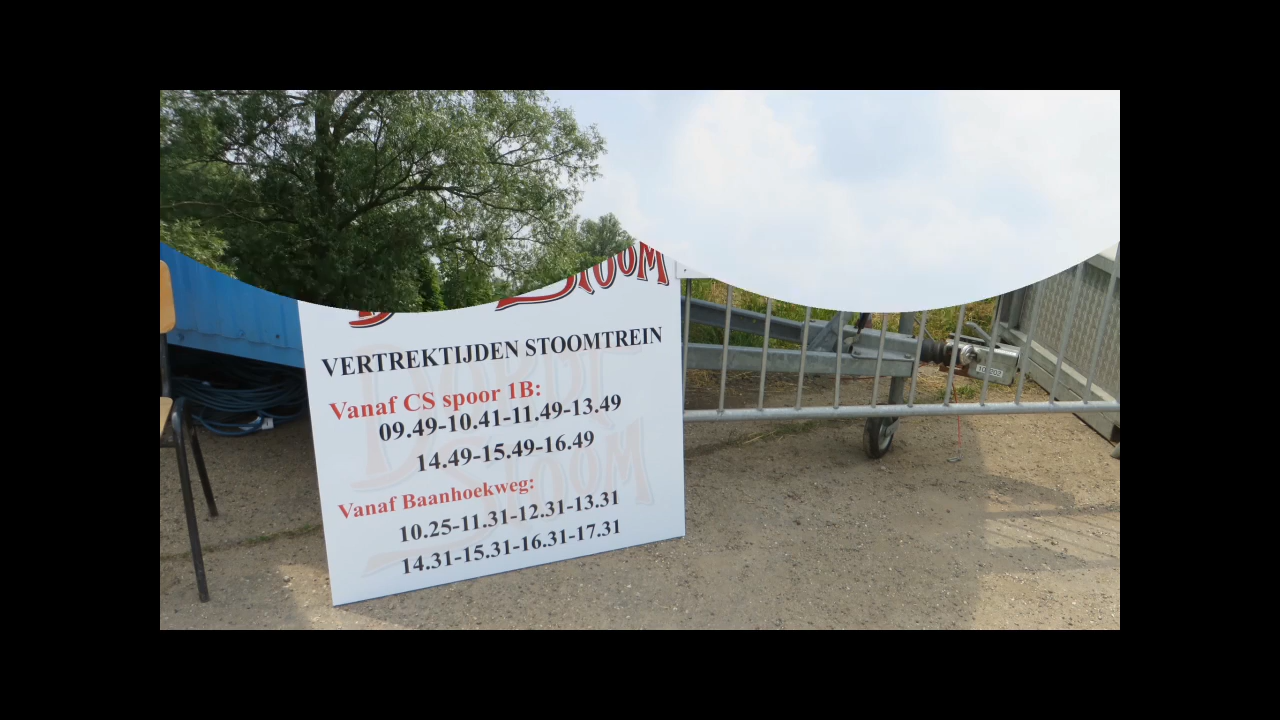 Stoom
VERTREKTIJDEN STOOMTREIN
Vanaf CS spoor 1B:
09.49-10.41-11.49-13.49
14.49-15.49-16.49
Vanaf Baanhoekweg:
10.25-11.31-12.31-13.31
14.31-15.31-16.31-17.31